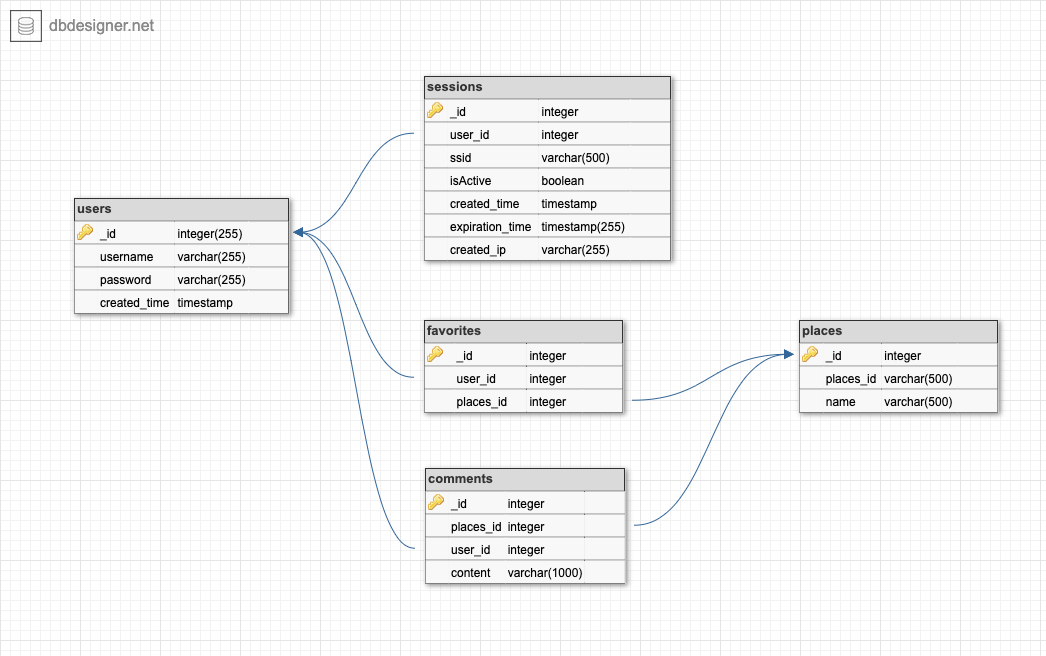 dbdesigner.net
sessions
_id integer
user_id integer
ssid varchar(500)
isActive boolean
created_time timestamp
expiration_time timestamp(255)
created_ip varchar(255)
users
_id integer(255)
username varchar(255)
password varchar(255)
created_time timestamp
favorites
_id integer
user_id integer
places_id integer
places
_id integer
places_id varchar(500)
name varchar(500)
comments
_id integer
places_id integer
user_id integer
content varchar(1000)